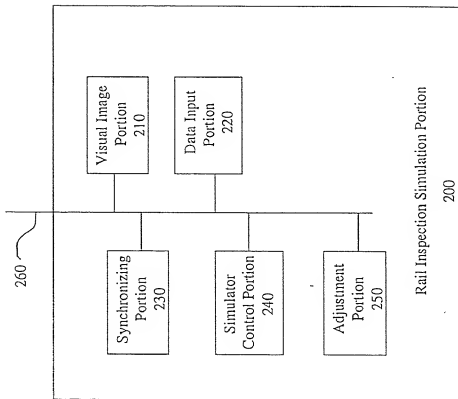 260
Visual Image
Portion
210
Data Input
Portion
220
Synchronizing
Portion
230
Simulator
Control Portion
240
Adjustment
Portion
250
Rail Inspection Simulation Portion
200